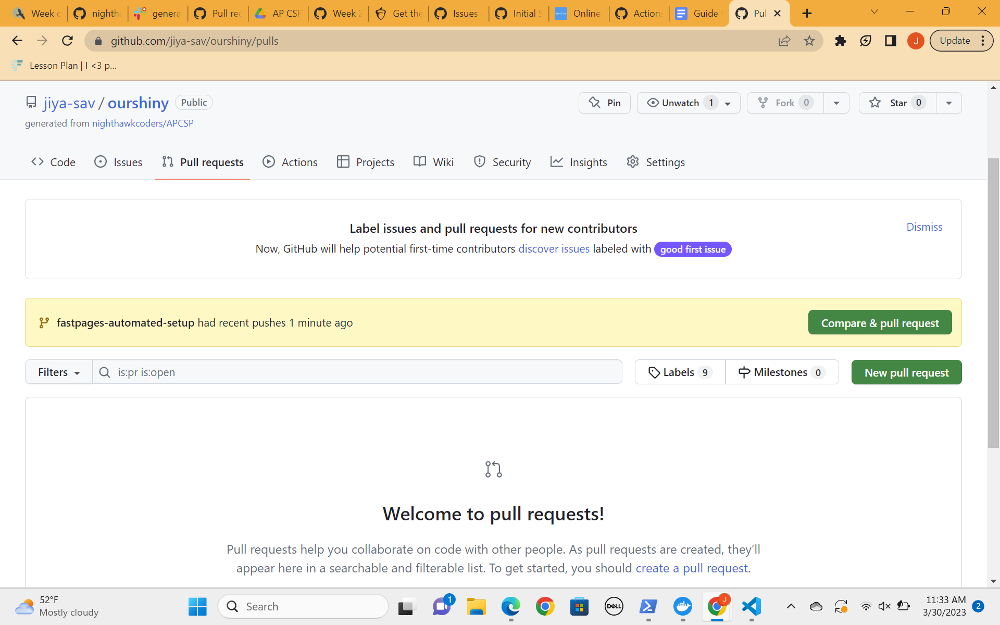 Week o
nightha
genera
Pull rec
AP CSP
Week 2
Get the
Issues
Initial S
Online
Actions
Guide t
Pul
github.com/jiya-sav/ourshiny/pulls
J
Update
Lesson Plan | I <3 p...
jiya-sav / ourshiny Public
Pin
Unwatch 1
Fork 0
Star 0
generated from nighthawkcoders/APCSP
Code
Issues
Pull requests
Actions
Projects
Wiki
Security
Insights
Settings
Label issues and pull requests for new contributors
Dismiss
Now, GitHub will help potential first-time contributors discover issues labeled with good first issue
fastpages-automated-setup had recent pushes 1 minute ago
Compare & pull request
Filters
is:pr is:open
Labels 9
Milestones 0
New pull request
Welcome to pull requests!
Pull requests help you collaborate on code with other people. As pull requests are created, they’ll
appear here in a searchable and filterable list. To get started, you should create a pull request.
52°F
Mostly cloudy
Search
1
DELL
J
11:33 AM
3/30/2023
2